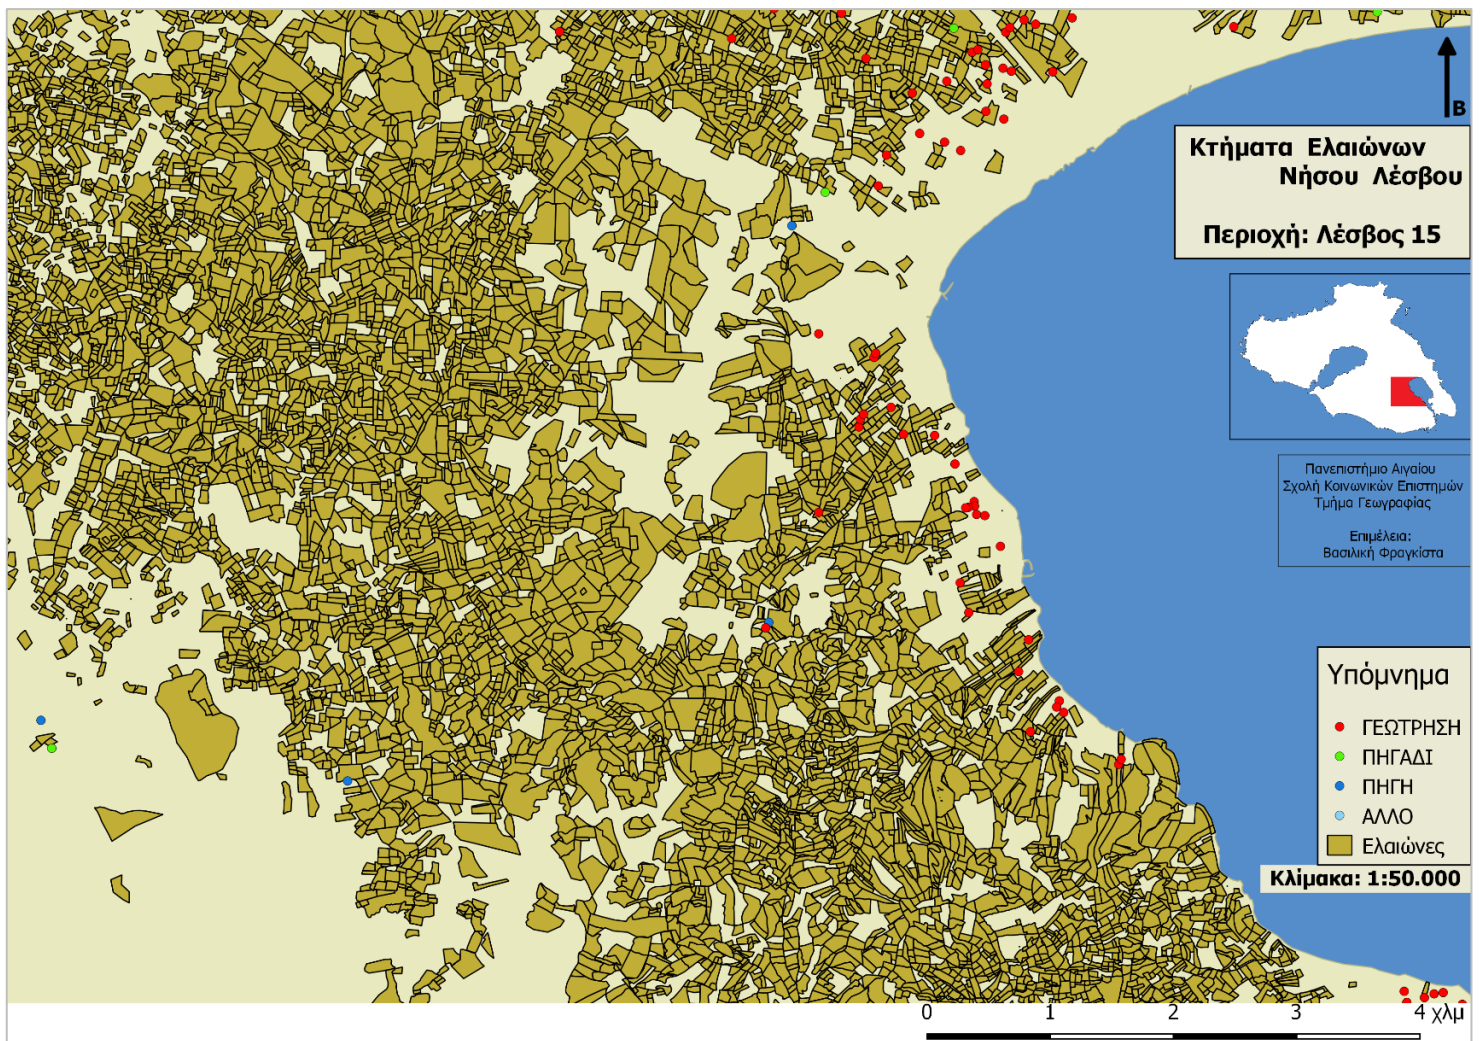 Β
Κτήματα Ελαιώνων
Νήσου Λέσβου
Περιοχή: Λέσβος 15
Πανεπιστήμιο Αιγαίου
Σχολή Κοινωνικών Επιστημών
Τμήμα Γεωγραφίας
Επιμέλεια:
Βασιλική Φραγκίστα
Υπόμνημα
ΓΕΩΤΡΗΣΗ
ΠΗΓΑΔΙ
ΠΗΓΗ
ΑΛΛΟ
Ελαιώνες
Κλίμακα: 1:50.000
0 1 2 3 4 χλμ